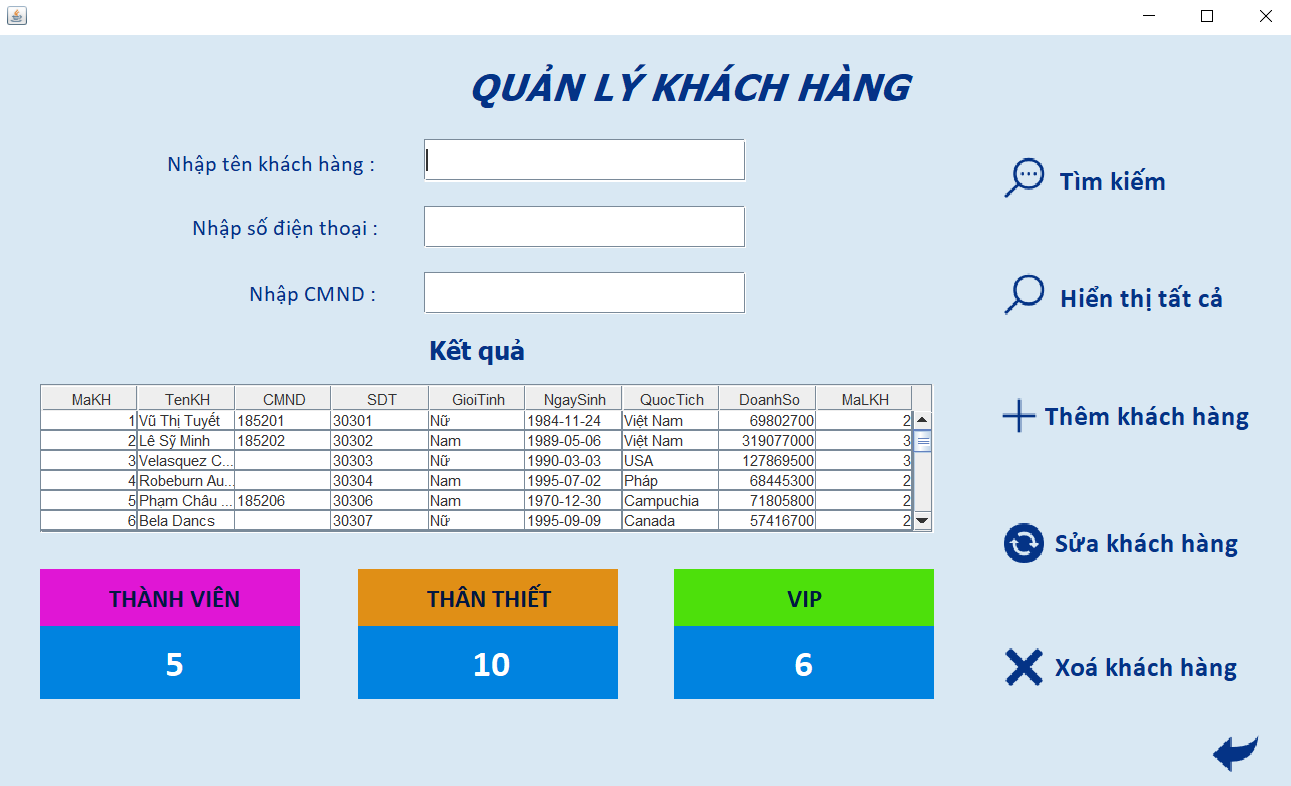 QUẢN LÝ KHÁCH HÀNG
Nhập tên khách hàng :
Tìm kiếm
Nhập số điện thoại :
Nhập CMND :
Hiển thị tất cả
Kết quả
MaKH TenKH CMND SDT GioiTinh NgaySinh QuocTich DoanhSo MaLKH
1 Vũ Thị Tuyết 185201 30301 Nữ 1984-11-24 Việt Nam 69802700 2
2 Lê Sỹ Minh 185202 30302 Nam 1989-05-06 Việt Nam 319077000 3
3 Velasquez C... 30303 Nữ 1990-03-03 USA 127869500 3
4 Robeburn Au... 30304 Nam 1995-07-02 Pháp 68445300 2
5 Phạm Châu ... 185206 30306 Nam 1970-12-30 Campuchia 71805800 2
6 Bela Dancs 30307 Nữ 1995-09-09 Canada 57416700 2
Thêm khách hàng
Sửa khách hàng
THÀNH VIÊN THÂN THIẾT VIP
5 10 6
Xoá khách hàng